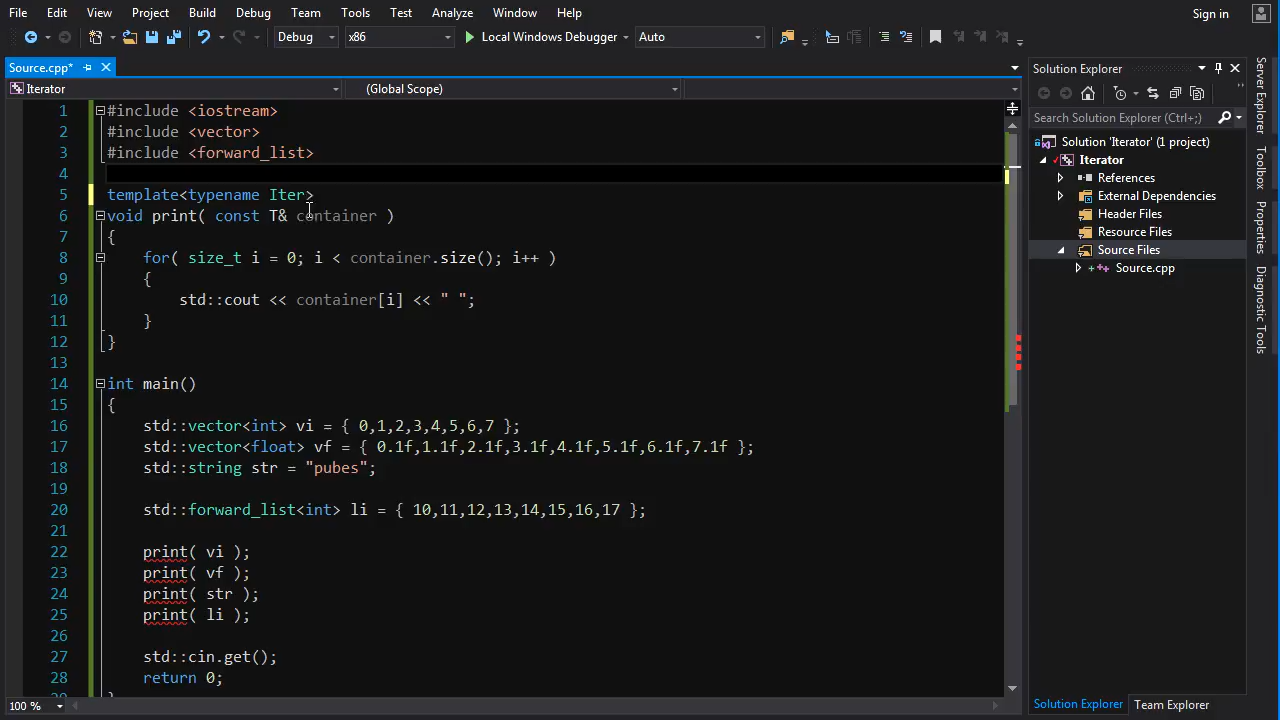 File Edit View Project Build Debug Team Tools Test Analyze Window Help Sign in
Debug x86 Local Windows Debugger Auto
Source.cpp*
Iterator (Global Scope)
1 #include <iostream>
2 #include <vector>
3 #include <forward_list>
4
5 template<typename Iter>
6 void print( const T& container )
7 {
8 for( size_t i = 0; i < container.size(); i++ )
9 {
10 std::cout << container[i] << " ";
11 }
12 }
13
14 int main()
15 {
16 std::vector<int> vi = { 0,1,2,3,4,5,6,7 };
17 std::vector<float> vf = { 0.1f,1.1f,2.1f,3.1f,4.1f,5.1f,6.1f,7.1f };
18 std::string str = "pubes";
19
20 std::forward_list<int> li = { 10,11,12,13,14,15,16,17 };
21
22 print( vi );
23 print( vf );
24 print( str );
25 print( li );
26
27 std::cin.get();
28 return 0;
29 }
100 %
Solution Explorer
Search Solution Explorer (Ctrl+;)
Solution 'Iterator' (1 project)
Iterator
References
External Dependencies
Header Files
Resource Files
Source Files
Source.cpp
Solution Explorer Team Explorer
Server Explorer
Toolbox
Properties
Diagnostic Tools